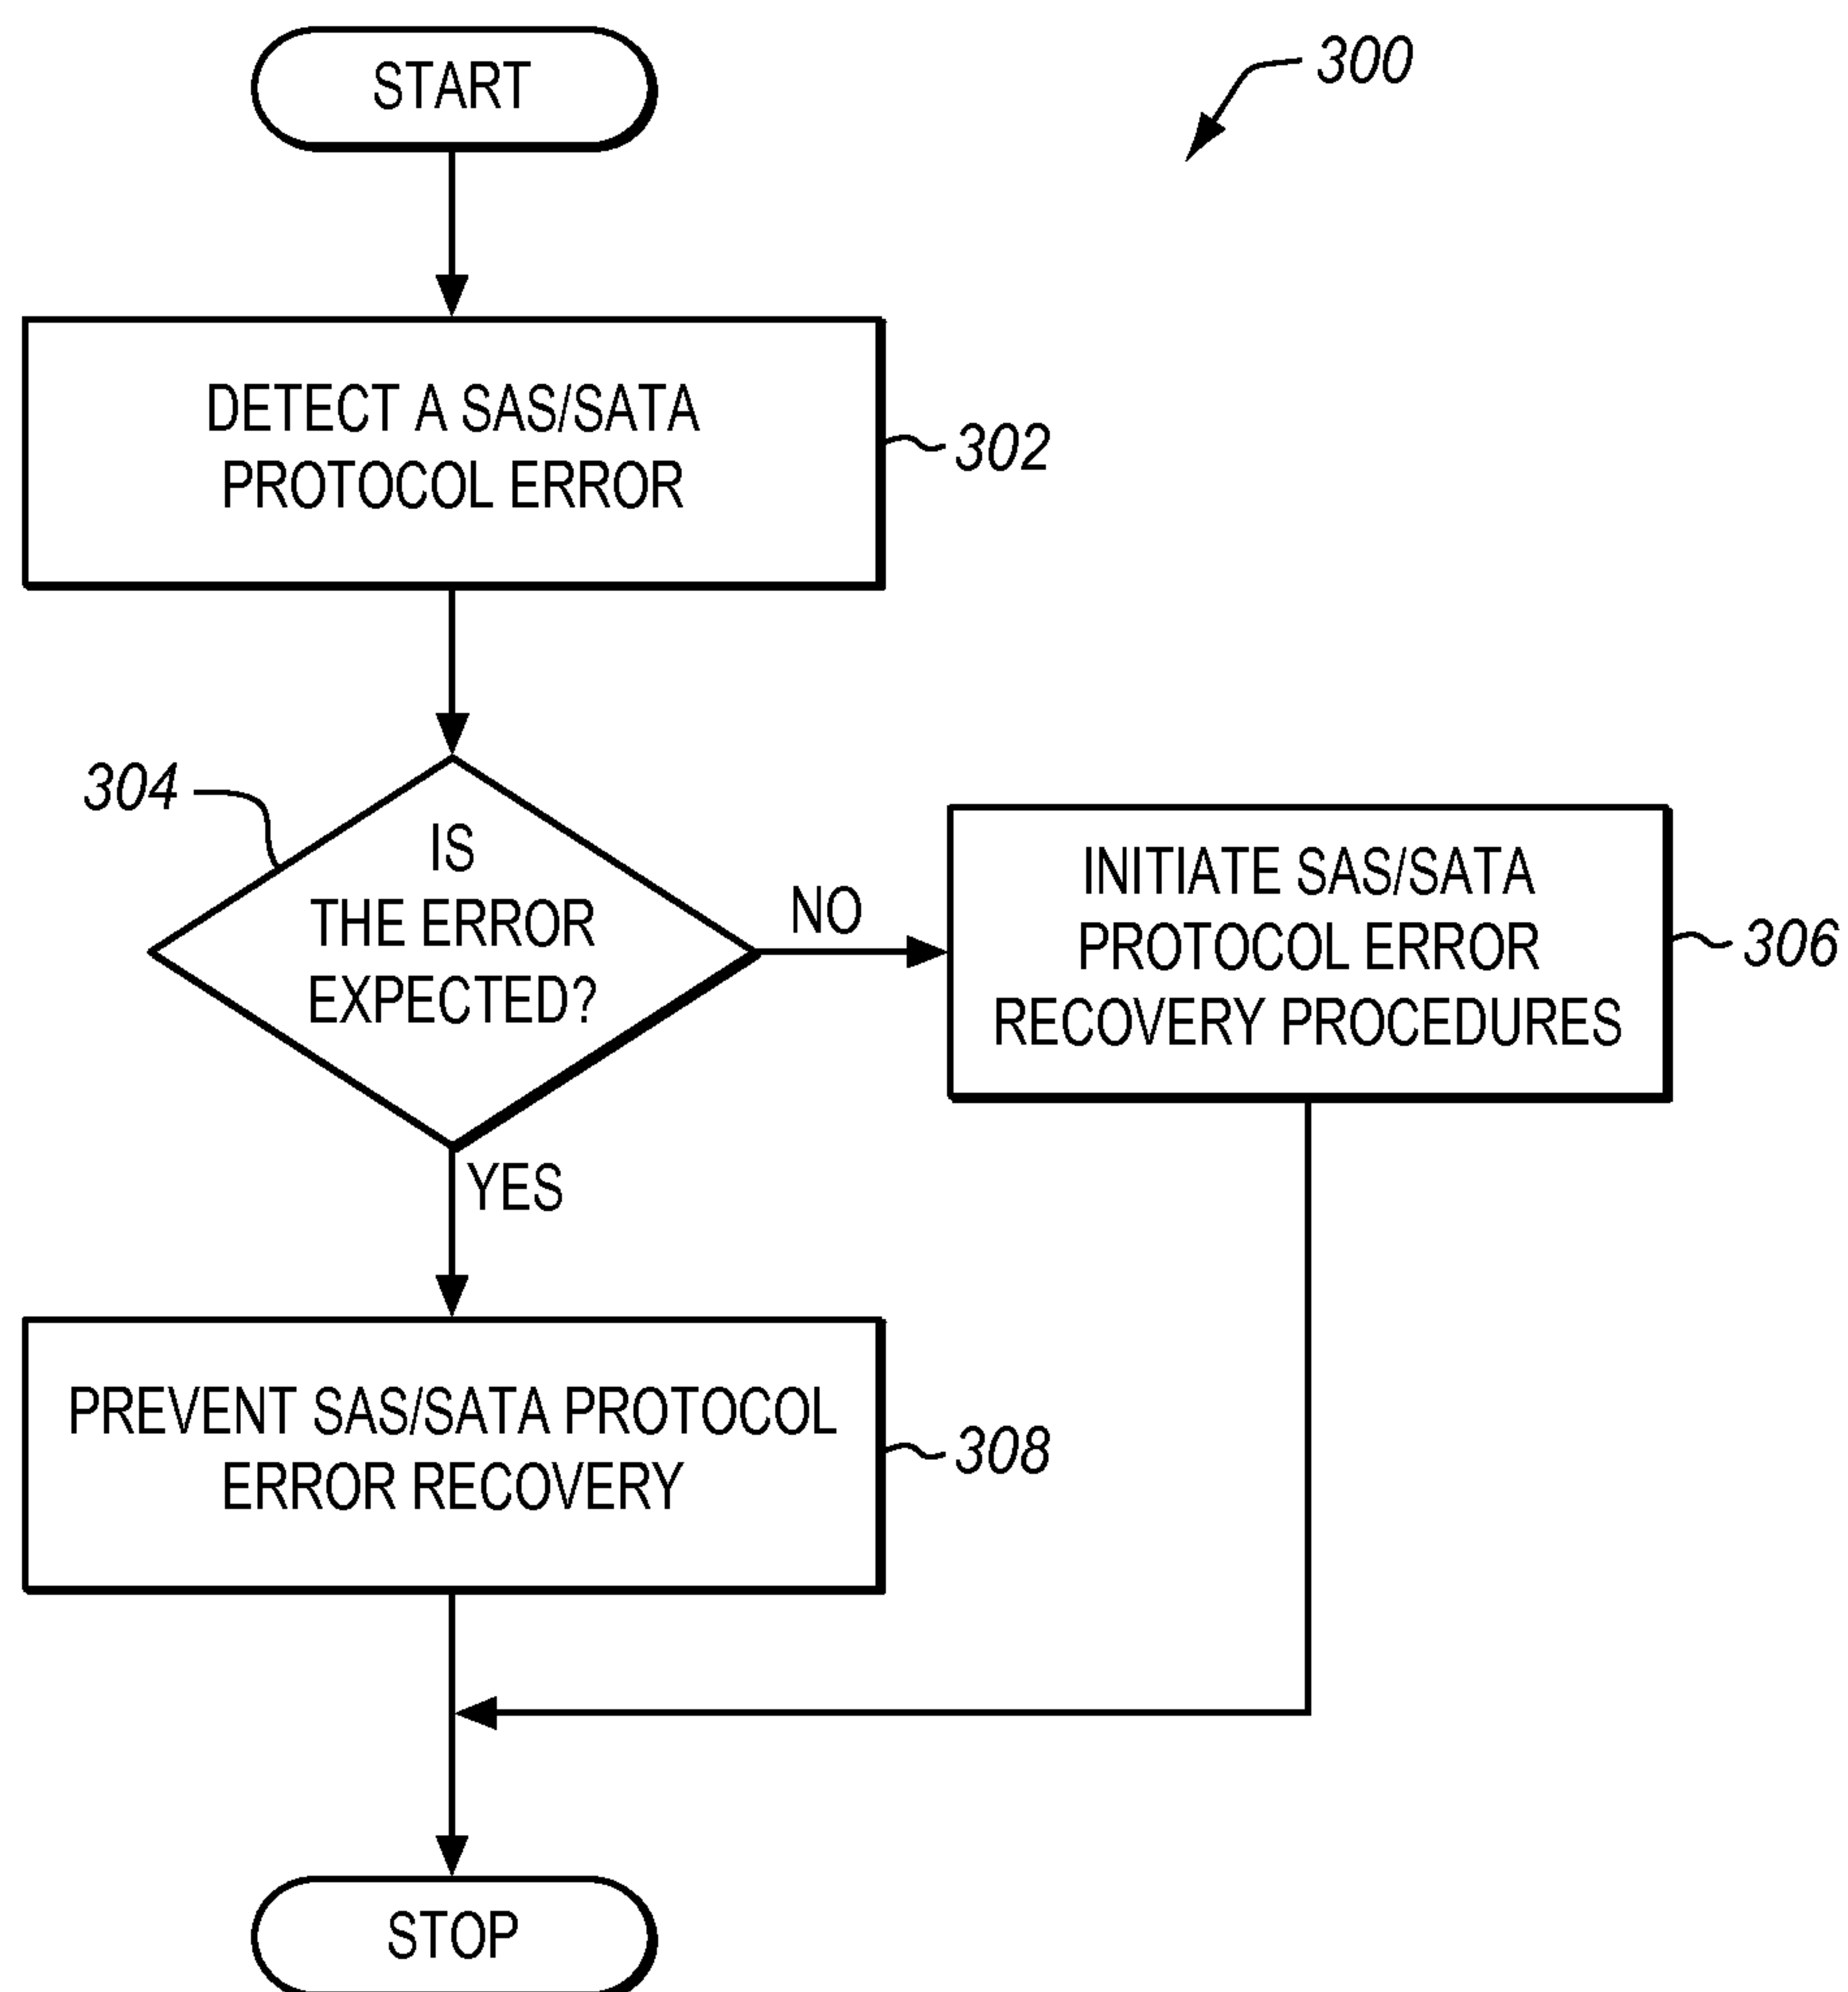 START
300
DETECT A SAS/SATA
PROTOCOL ERROR
302
304
IS
THE ERROR
EXPECTED?
NO
INITIATE SAS/SATA
PROTOCOL ERROR
RECOVERY PROCEDURES
306
YES
PREVENT SAS/SATA PROTOCOL
ERROR RECOVERY
308
STOP